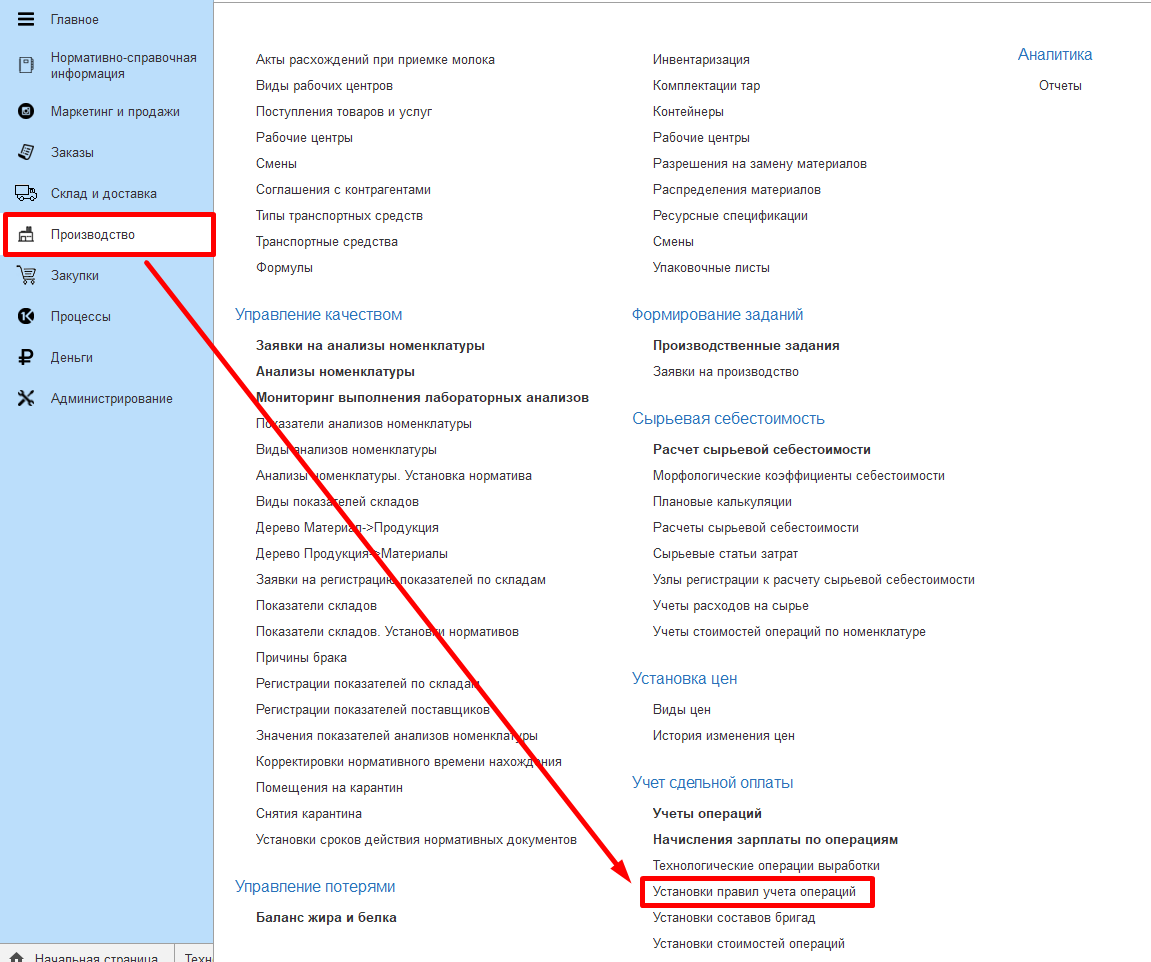 Главное
Нормативно-справочная
информация
Маркетинг и продажи
Заказы
Склад и доставка
Производство
Закупки
Процессы
Деньги
Администрирование
Акты расхождений при приемке молока
Виды рабочих центров
Поступления товаров и услуг
Рабочие центры
Смены
Соглашения с контрагентами
Типы транспортных средств
Транспортные средства
Формулы
Управление качеством
Заявки на анализы номенклатуры
Анализы номенклатуры
Мониторинг выполнения лабораторных анализов
Показатели анализов номенклатуры
Виды анализов номенклатуры
Анализы номенклатуры. Установка норматива
Виды показателей складов
Дерево Материал->Продукция
Дерево Продукция->Материалы
Заявки на регистрацию показателей по складам
Показатели складов
Показатели складов. Установки нормативов
Причины брака
Регистрации показателей по складам
Регистрации показателей поставщиков
Значения показателей анализов номенклатуры
Корректировки нормативного времени нахождения
Помещения на карантин
Снятия карантина
Установки сроков действия нормативных документов
Управление потерями
Баланс жира и белка
Инвентаризация
Комплектации тар
Контейнеры
Рабочие центры
Разрешения на замену материалов
Распределения материалов
Ресурсные спецификации
Смены
Упаковочные листы
Формирование заданий
Производственные задания
Заявки на производство
Сырьевая себестоимость
Расчет сырьевой себестоимости
Морфологические коэффициенты себестоимости
Плановые калькуляции
Расчеты сырьевой себестоимости
Сырьевые статьи затрат
Узлы регистрации к расчету сырьевой себестоимости
Учеты расходов на сырье
Учеты стоимостей операций по номенклатуре
Установка цен
Виды цен
История изменения цен
Учет сдельной оплаты
Учеты операций
Начисления зарплаты по операциям
Технологические операции выработки
Установки правил учета операций
Установки составов бригад
Установки стоимостей операций
Аналитика
Отчеты
Начальная страница
Техн